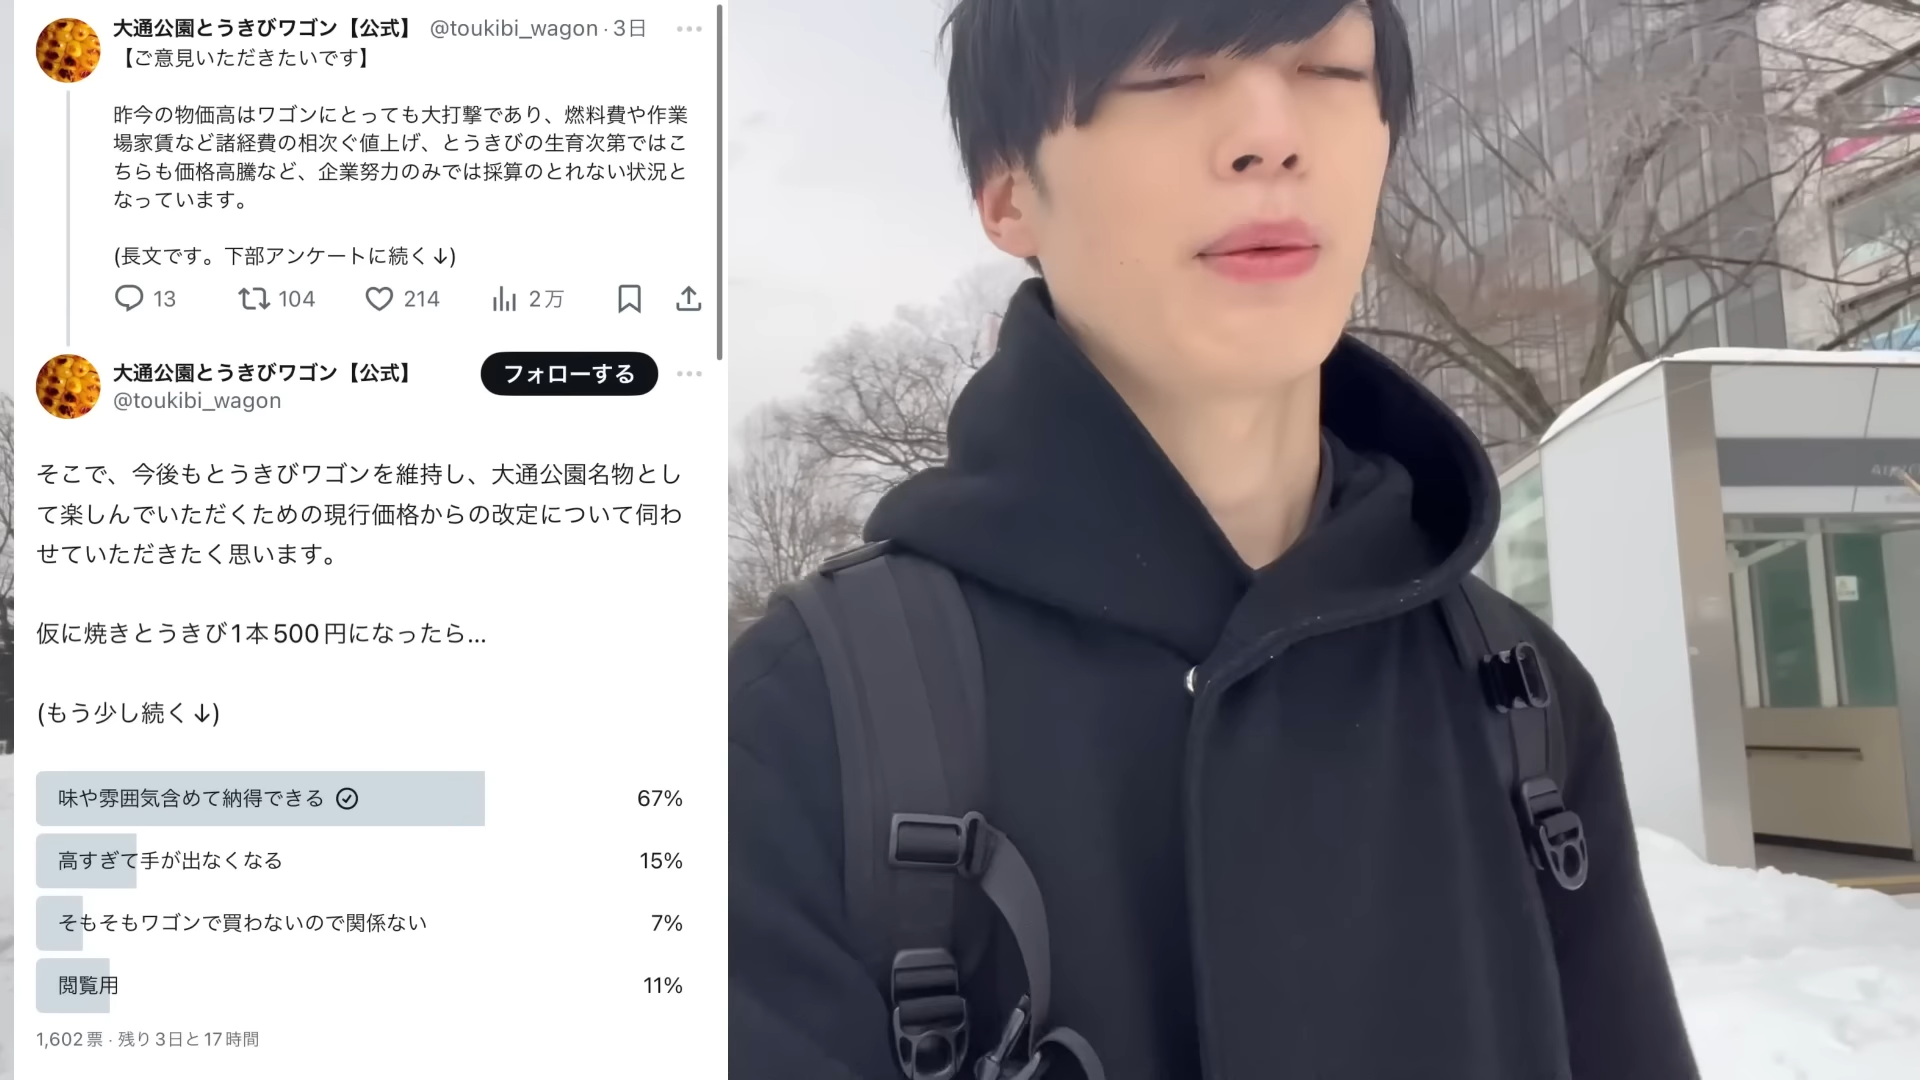 大通公園とうきびワゴン【公式】 @toukibi_wagon · 3日
【ご意見いただきたいです】
昨今の物価高はワゴンにとっても大打撃であり、燃料費や作業
場家賃など諸経費の相次ぐ値上げ、とうきびの生育次第ではこ
ちらも価格高騰など、企業努力のみでは採算のとれない状況と
なっています。
(長文です。下部アンケートに続く↓)
13 104 214 2万
大通公園とうきびワゴン【公式】
フォローする
@toukibi_wagon
そこで、今後もとうきびワゴンを維持し、大通公園名物とし
て楽しんでいただくための現行価格からの改定について伺わ
せていただきたく思います。
仮に焼きとうきび1本500円になったら...
(もう少し続く↓)
味や雰囲気含めて納得できる 67%
高すぎて手が出なくなる 15%
そもそもワゴンで買わないので関係ない 7%
閲覧用 11%
1,602票 · 残り3日と17時間